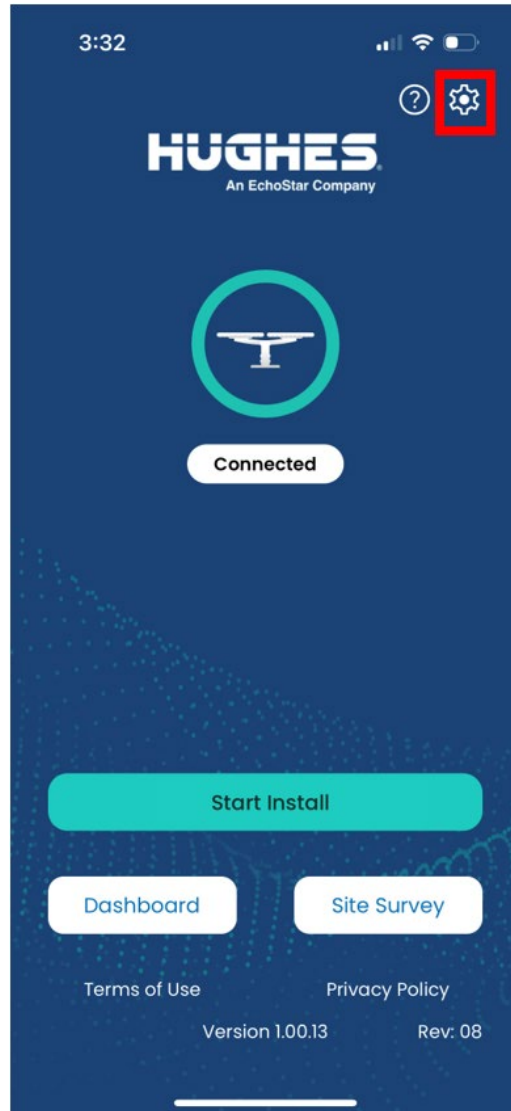 3:32
?
HUGHES®
An EchoStar Company
Connected
Start Install
Dashboard
Site Survey
Terms of Use
Privacy Policy
Version 1.00.13
Rev: 08